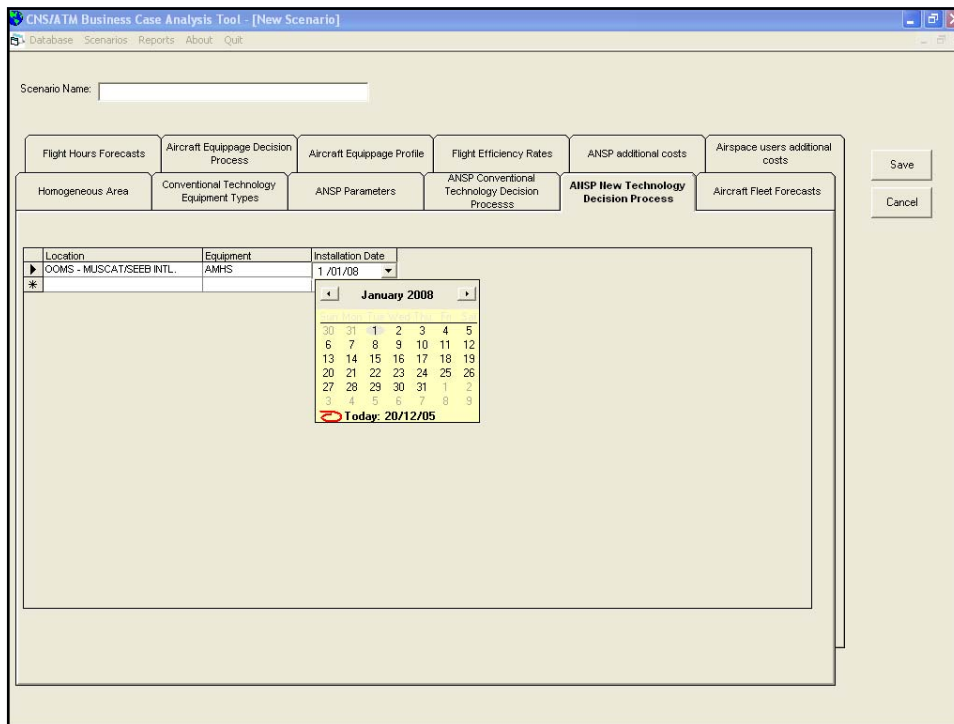 CNS/ATM Business Case Analysis Tool - [New Scenario]
Database Scenarios Reports About Quit
Scenario Name:
Flight Hours Forecasts
Aircraft Equippage Decision
Process
Aircraft Equippage Profile
Flight Efficiency Rates
ANSP additional costs
Airspace users additional
costs
Save
Homogeneous Area
Conventional Technology
Equipment Types
ANSP Parameters
ANSP Conventional
Technology Decision
Processs
ANSP New Technology
Decision Process
Aircraft Fleet Forecasts
Cancel
Location Equipment Installation Date
OOMS - MUSCAT/SEEB INTL. AMHS 1 /01/08
January 2008
Sun Mon Tue Wed Thu Fri Sat
30 31 1 2 3 4 5
6 7 8 9 10 11 12
13 14 15 16 17 18 19
20 21 22 23 24 25 26
27 28 29 30 31 1 2
3 4 5 6 7 8 9
Today: 20/12/05